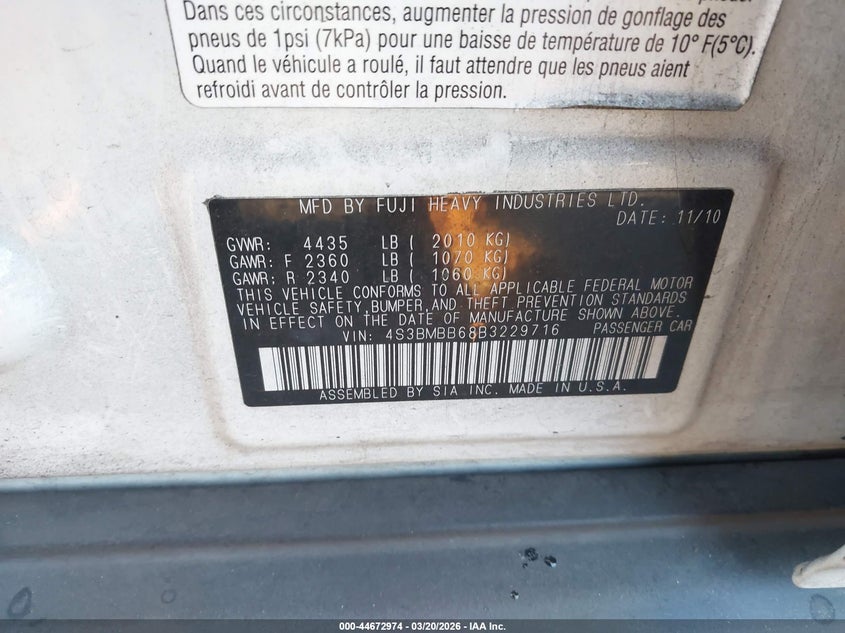 Dans ces circonstances, augmenter la pression de gonflage des
pneus de 1psi (7kPa) pour une baisse de température de 10° F(5°C).
Quand le véhicule a roulé, il faut attendre que les pneus aient
refroidi avant de contrôler la pression.
MFD BY FUJI HEAVY INDUSTRIES LTD.
DATE: 11/10
GVWR: 4435 LB ( 2010 KG)
GAWR: F 2360 LB ( 1070 KG)
GAWR: R 2340 LB ( 1060 KG)
THIS VEHICLE CONFORMS TO ALL APPLICABLE FEDERAL MOTOR
VEHICLE SAFETY,BUMPER,AND THEFT PREVENTION STANDARDS
IN EFFECT ON THE DATE OF MANUFACTURE SHOWN ABOVE.
VIN: 4S3BMBB68B3229716 PASSENGER CAR
ASSEMBLED BY SIA INC. MADE IN U.S.A.
000-44672974 | 03/20/2026 - IAA Inc.